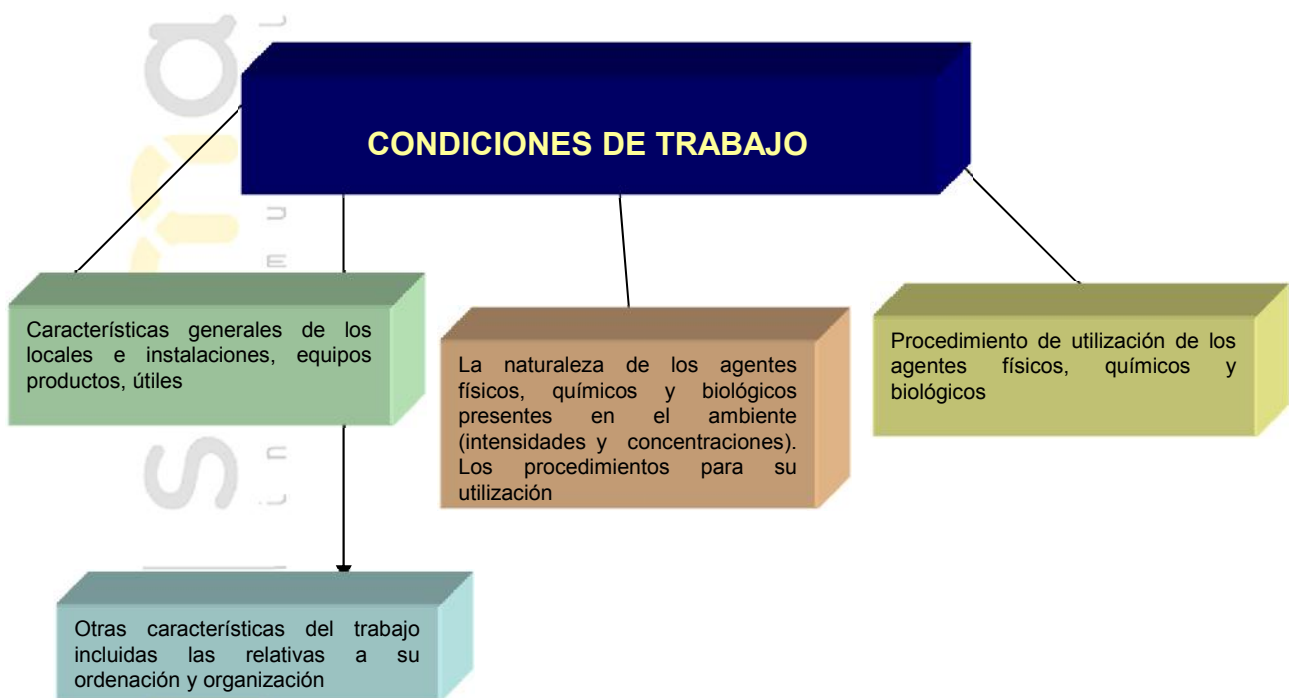 CONDICIONES DE TRABAJO
Características generales de los
locales e instalaciones, equipos
productos, útiles
La naturaleza de los agentes
físicos, químicos y biológicos
presentes en el ambiente
(intensidades y concentraciones).
Los procedimientos para su
utilización
Procedimiento de utilización de los
agentes físicos, químicos y
biológicos
Otras características del trabajo
incluidas las relativas a su
ordenación y organización